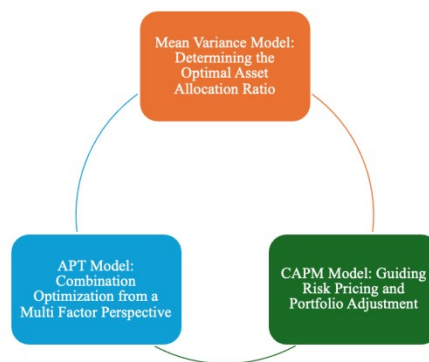 Mean Variance Model:
Determining the
Optimal Asset
Allocation Ratio
APT Model:
Combination
Optimization from a
Multi Factor Perspective
CAPM Model: Guiding
Risk Pricing and
Portfolio Adjustment